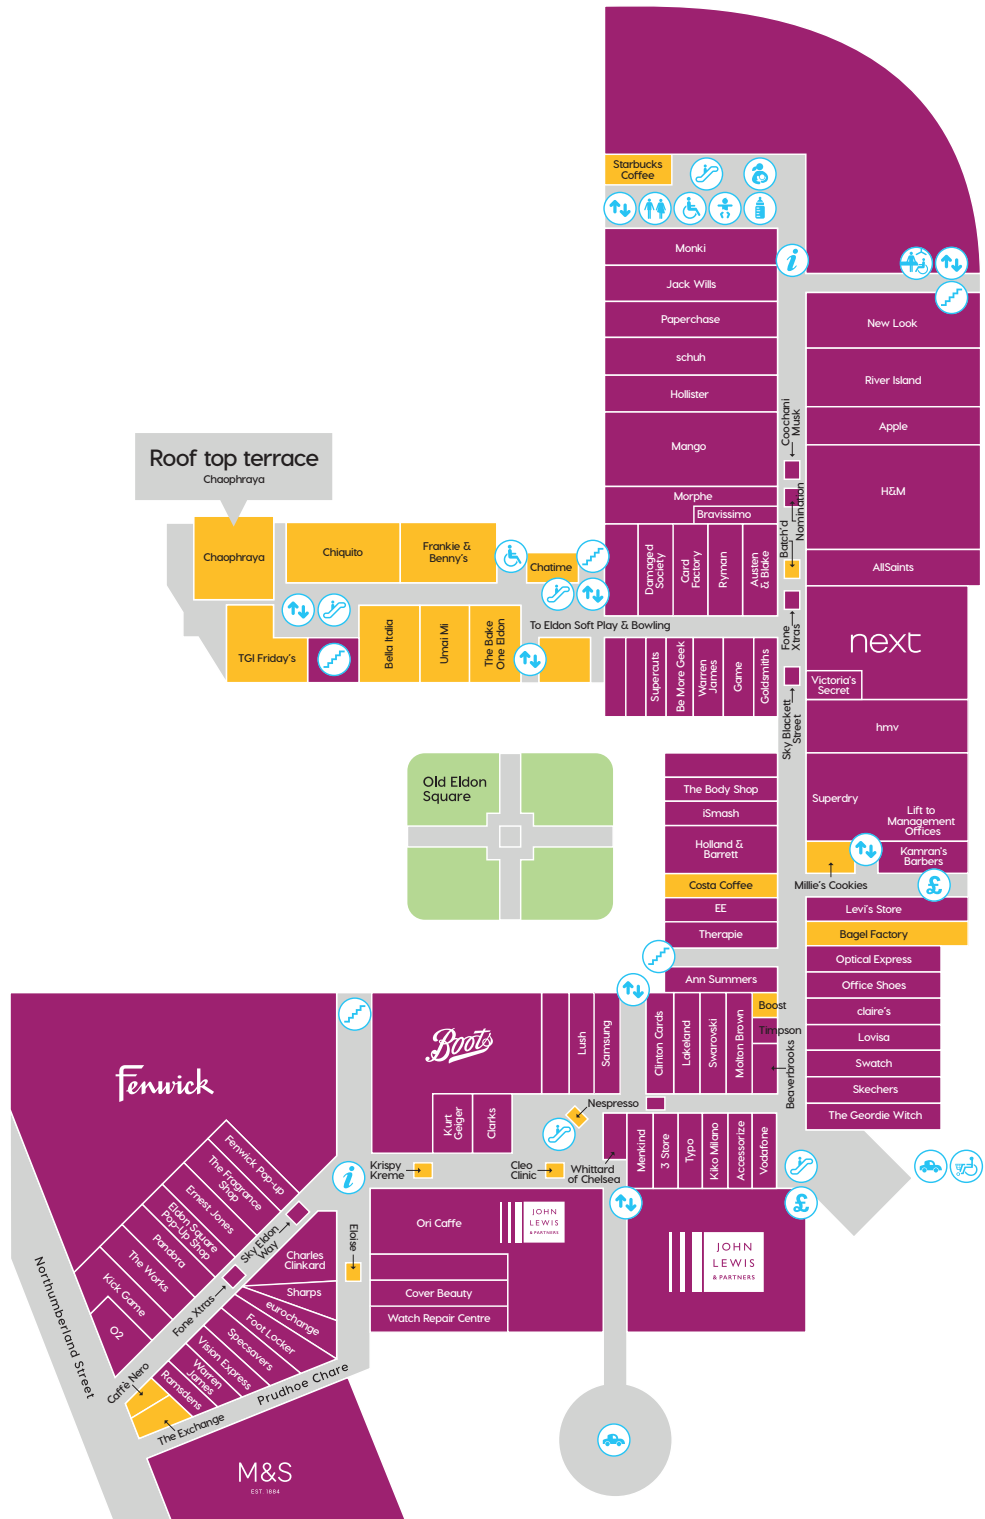 Starbucks
Coffee
Monki
Jack Wills
Paperchase
schuh
Hollister
Mango
Morphe
Bravissimo
Damaged
Society
Card
Factory
Ryman
Austen
& Blake
Coochani
Musk
Nomination
Batch'd
Fone
Xtras
Sky Blackett
Street
New Look
River Island
Apple
H&M
AllSaints
next
Victoria's
Secret
hmv
Superdry
Lift to
Management
Offices
Kamran's
Barbers
Millie's Cookies
£
Levi's Store
Bagel Factory
Optical Express
Office Shoes
claire's
Lovisa
Swatch
Skechers
The Geordie Witch
Roof top terrace
Chaophraya
Chaophraya
Chiquito
Frankie &
Benny's
Chatime
To Eldon Soft Play & Bowling
TGI Friday's
Bella Italia
Umai Mi
The Bake
One Eldon
Supercuts
Be More Geek
Warren
James
Game
Goldsmiths
Old Eldon
Square
The Body Shop
iSmash
Holland &
Barrett
Costa Coffee
EE
Therapie
Ann Summers
Clinton Cards
Lakeland
Swarovski
Molton Brown
Boost
Timpson
Beaverbrooks
Fenwick
Boots
Lush
Samsung
Kurt
Geiger
Clarks
Nespresso
Krispy
Kreme
Cleo
Clinic
Whittard
of Chelsea
Menkind
3 Store
Typo
Kiko Milano
Accessorize
Vodafone
£
i
i
Ori Caffe
JOHN
LEWIS
& PARTNERS
JOHN
LEWIS
& PARTNERS
Cover Beauty
Watch Repair Centre
Eloise
Fenwick Pop-up
The Fragrance
Shop
Ernest Jones
Eldon Square
Pop-Up Shop
Pandora
The Works
Kick Game
O2
Sky Eldon
Way
Fone Xtras
Charles
Clinkard
Sharps
eurochange
Foot Locker
Specsavers
Vision Express
Warren
James
Ramsdens
Caffè Nero
The Exchange
Prudhoe Chare
Northumberland Street
M&S
EST. 1884